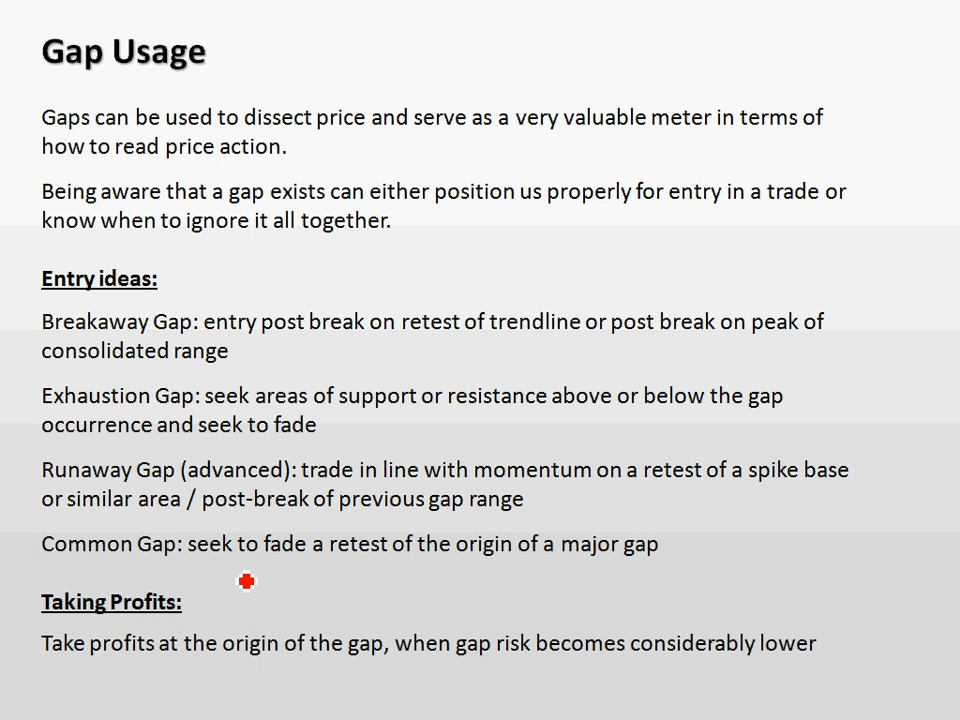 Gap Usage
Gaps can be used to dissect price and serve as a very valuable meter in terms of
how to read price action.
Being aware that a gap exists can either position us properly for entry in a trade or
know when to ignore it all together.
Entry ideas:
Breakaway Gap: entry post break on retest of trendline or post break on peak of
consolidated range
Exhaustion Gap: seek areas of support or resistance above or below the gap
occurrence and seek to fade
Runaway Gap (advanced): trade in line with momentum on a retest of a spike base
or similar area / post-break of previous gap range
Common Gap: seek to fade a retest of the origin of a major gap
Taking Profits:
Take profits at the origin of the gap, when gap risk becomes considerably lower